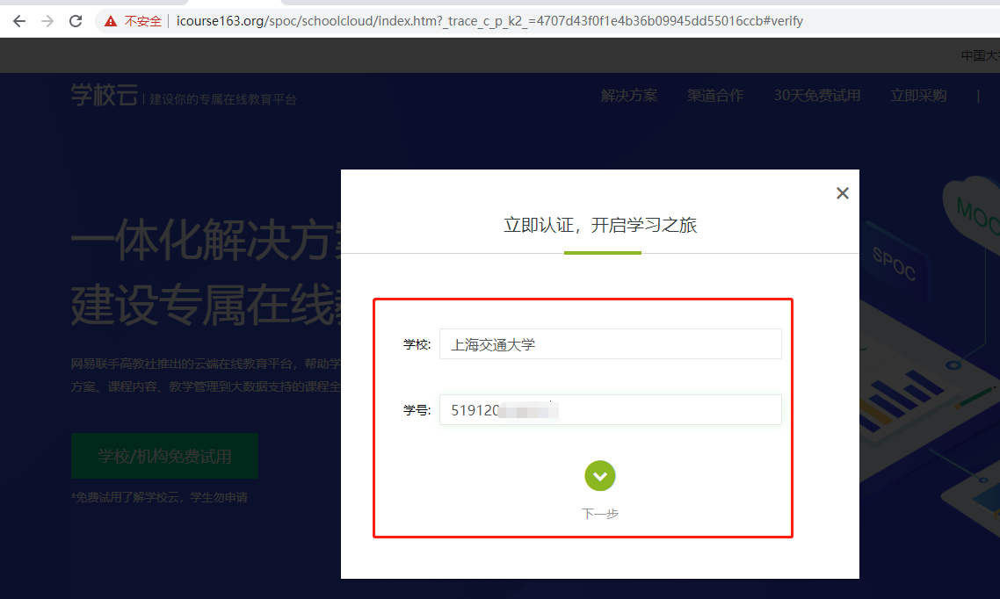 不安全 | icourse163.org/spoc/schoolcloud/index.htm?_trace_c_p_k2_=4707d43f0f1e4b36b09945dd55016ccb#verify
中国大
学校云 | 建设你的专属在线教育平台
解决方案 渠道合作 30天免费试用 立即采购 |
立即认证，开启学习之旅
一体化解决方
建设专属在线
MOO
SPOC
网易联手高教社推出的云端在线教育平台，帮助学
方案、课程内容、教学管理到大数据支持的课程全
学校: 上海交通大学
学号: 519120
下一步
学校/机构免费试用
*免费试用了解学校云，学生勿申请